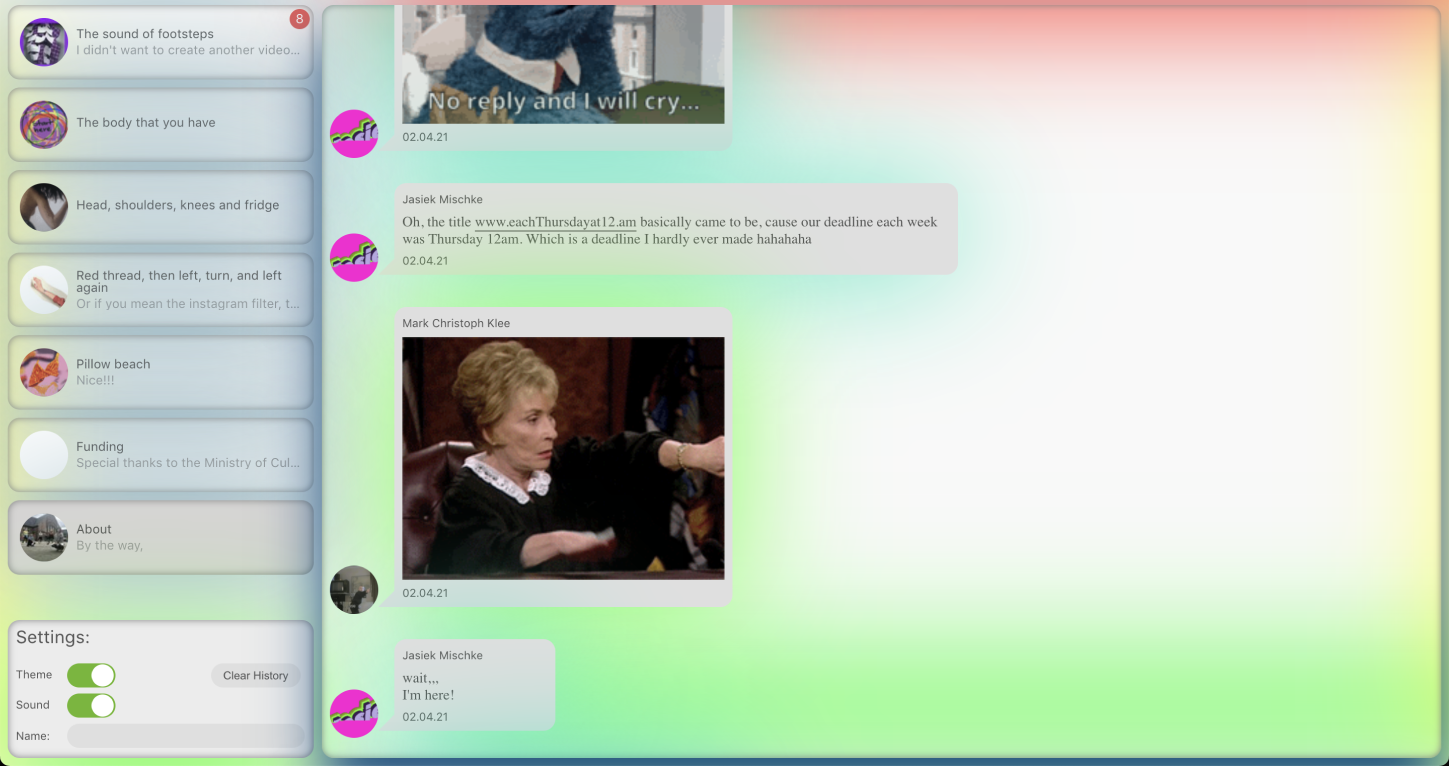 8
The sound of footsteps
I didn't want to create another video...
The body that you have
Head, shoulders, knees and fridge
Red thread, then left, turn, and left
again
Or if you mean the instagram filter, t...
Pillow beach
Nice!!!
Funding
Special thanks to the Ministry of Cul...
About
By the way,
Settings:
Theme
Clear History
Sound
Name:
No reply and I will cry...
02.04.21
Jasiek Mischke
Oh, the title www.eachThursdayat12.am basically came to be, cause our deadline each week
was Thursday 12am. Which is a deadline I hardly ever made hahahaha
02.04.21
Mark Christoph Klee
02.04.21
Jasiek Mischke
wait,,,
I'm here!
02.04.21